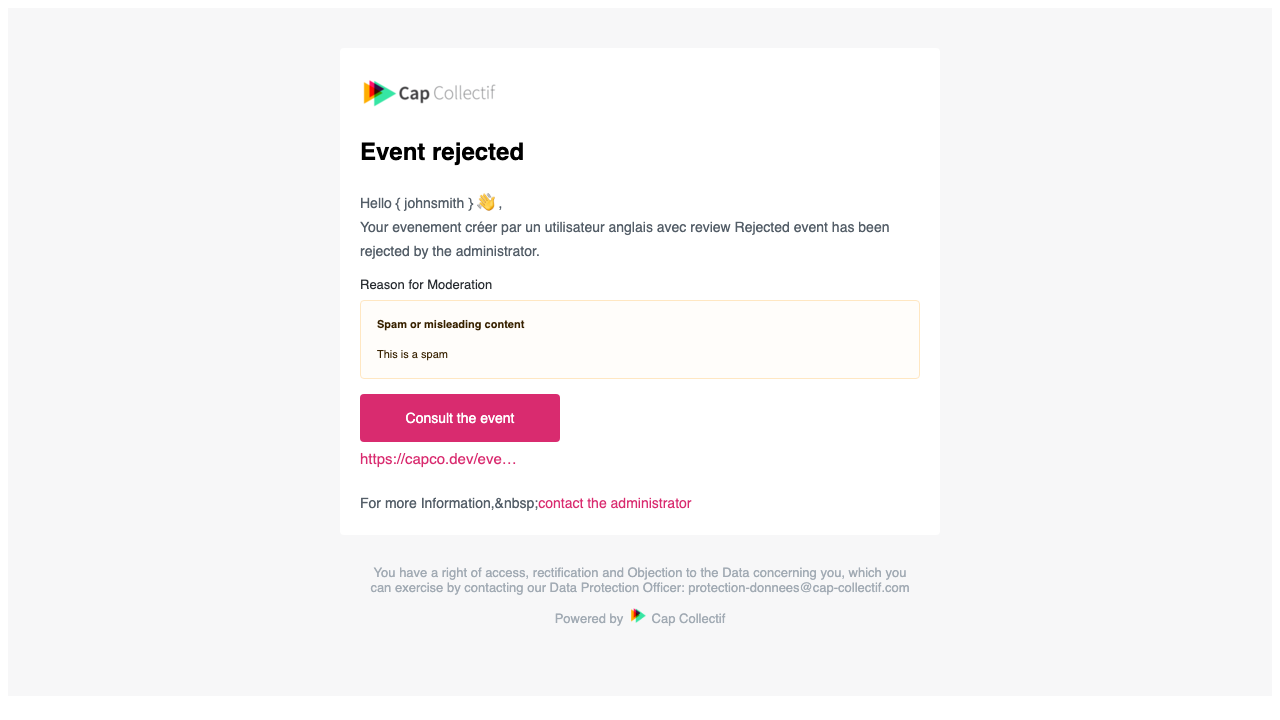 Cap Collectif
Event rejected
Hello { johnsmith } 👋 ,
Your evenement créer par un utilisateur anglais avec review Rejected event has been
rejected by the administrator.
Reason for Moderation
Spam or misleading content
This is a spam
Consult the event
https://capco.dev/eve…
For more Information,&nbsp;contact the administrator
You have a right of access, rectification and Objection to the Data concerning you, which you
can exercise by contacting our Data Protection Officer: protection-donnees@cap-collectif.com
Powered by Cap Collectif